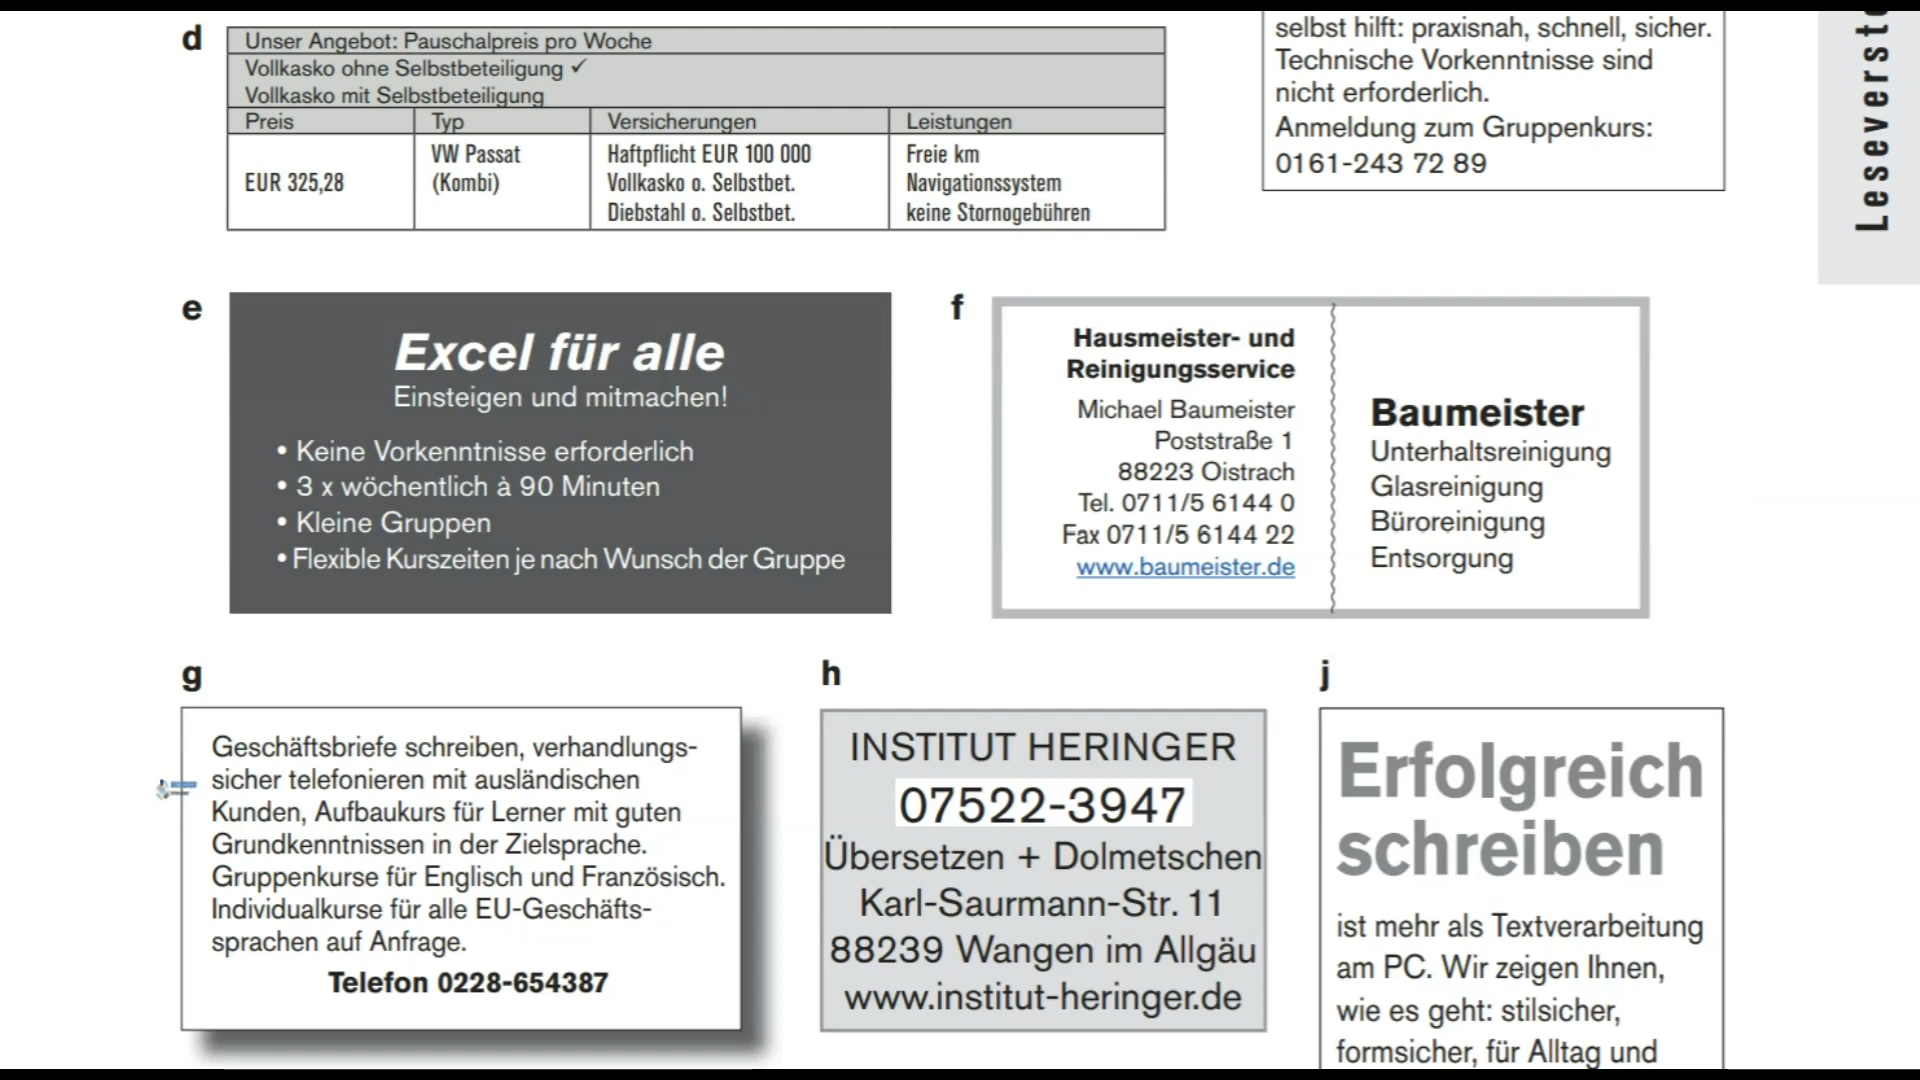 d
Unser Angebot: Pauschalpreis pro Woche
Vollkasko ohne Selbstbeteiligung ✓
Vollkasko mit Selbstbeteiligung
Preis Typ Versicherungen Leistungen
EUR 325,28
VW Passat
(Kombi)
Haftpflicht EUR 100 000
Vollkasko o. Selbstbet.
Diebstahl o. Selbstbet.
Freie km
Navigationssystem
keine Stornogebühren
selbst hilft: praxisnah, schnell, sicher.
Technische Vorkenntnisse sind
nicht erforderlich.
Anmeldung zum Gruppenkurs:
0161-243 72 89
e
Excel für alle
Einsteigen und mitmachen!
• Keine Vorkenntnisse erforderlich
• 3 x wöchentlich à 90 Minuten
• Kleine Gruppen
• Flexible Kurszeiten je nach Wunsch der Gruppe
f
Hausmeister- und
Reinigungsservice
Michael Baumeister
Poststraße 1
88223 Oistrach
Tel. 0711/5 6144 0
Fax 0711/5 6144 22
www.baumeister.de
Baumeister
Unterhaltsreinigung
Glasreinigung
Büroreinigung
Entsorgung
g
Geschäftsbriefe schreiben, verhandlungs-
sicher telefonieren mit ausländischen
Kunden, Aufbaukurs für Lerner mit guten
Grundkenntnissen in der Zielsprache.
Gruppenkurse für Englisch und Französisch.
Individualkurse für alle EU-Geschäfts-
sprachen auf Anfrage.
Telefon 0228-654387
h
INSTITUT HERINGER
07522-3947
Übersetzen + Dolmetschen
Karl-Saurmann-Str. 11
88239 Wangen im Allgäu
www.institut-heringer.de
j
Erfolgreich
schreiben
ist mehr als Textverarbeitung
am PC. Wir zeigen Ihnen,
wie es geht: stilsicher,
formsicher, für Alltag und